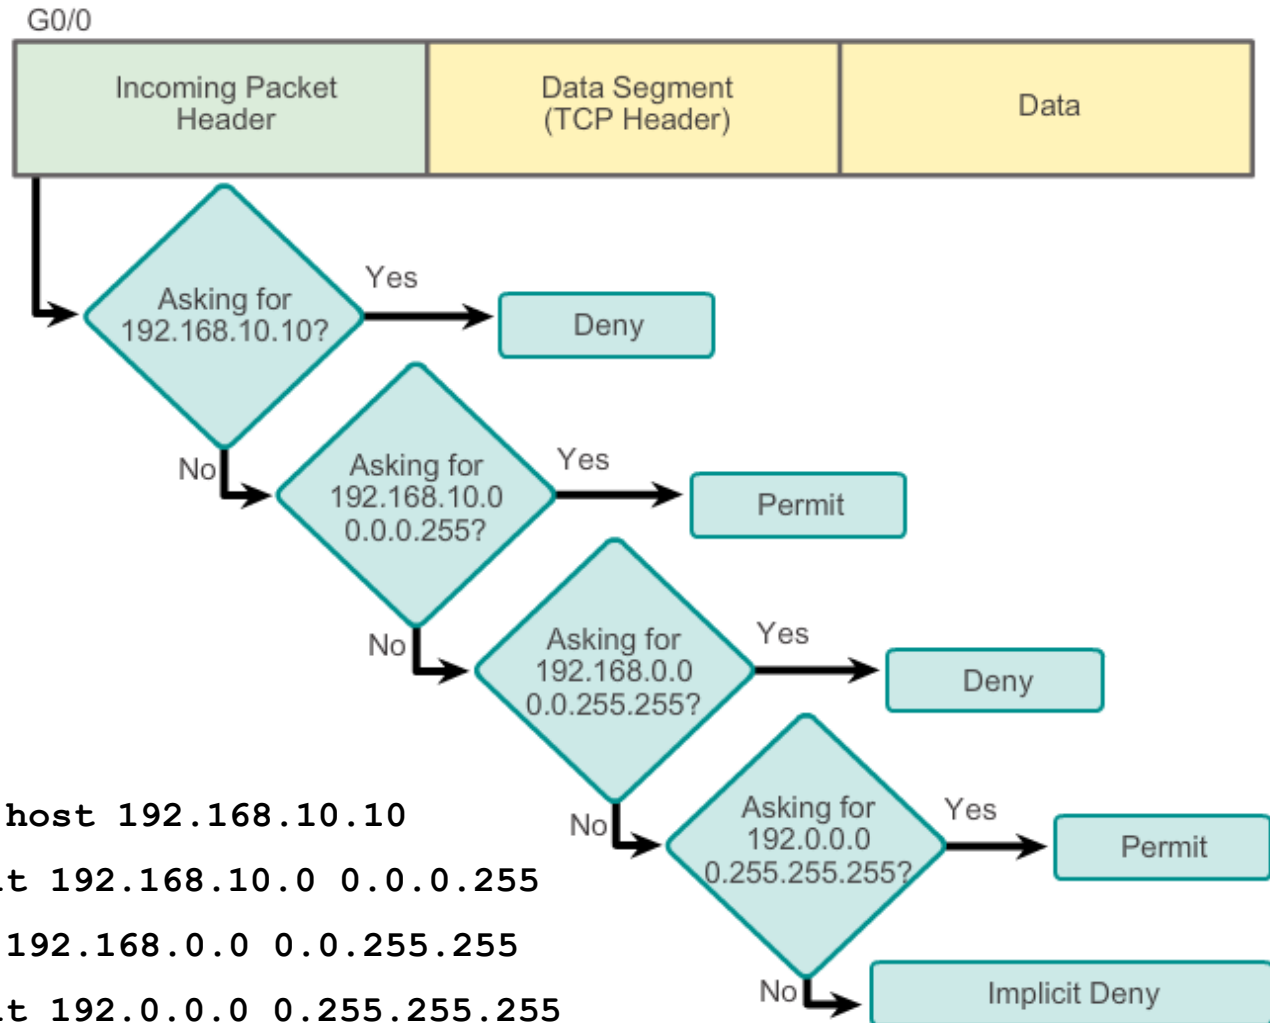 G0/0
Incoming Packet
Header
Data Segment
(TCP Header)
Data
Asking for
192.168.10.10?
Yes
Deny
No
Asking for
192.168.10.0
0.0.0.255?
Yes
Permit
No
Asking for
192.168.0.0
0.0.255.255?
Yes
Deny
No
Asking for
192.0.0.0
0.255.255.255?
Yes
Permit
No
Implicit Deny
host 192.168.10.10
192.168.10.0 0.0.0.255
192.168.0.0 0.0.255.255
192.0.0.0 0.255.255.255